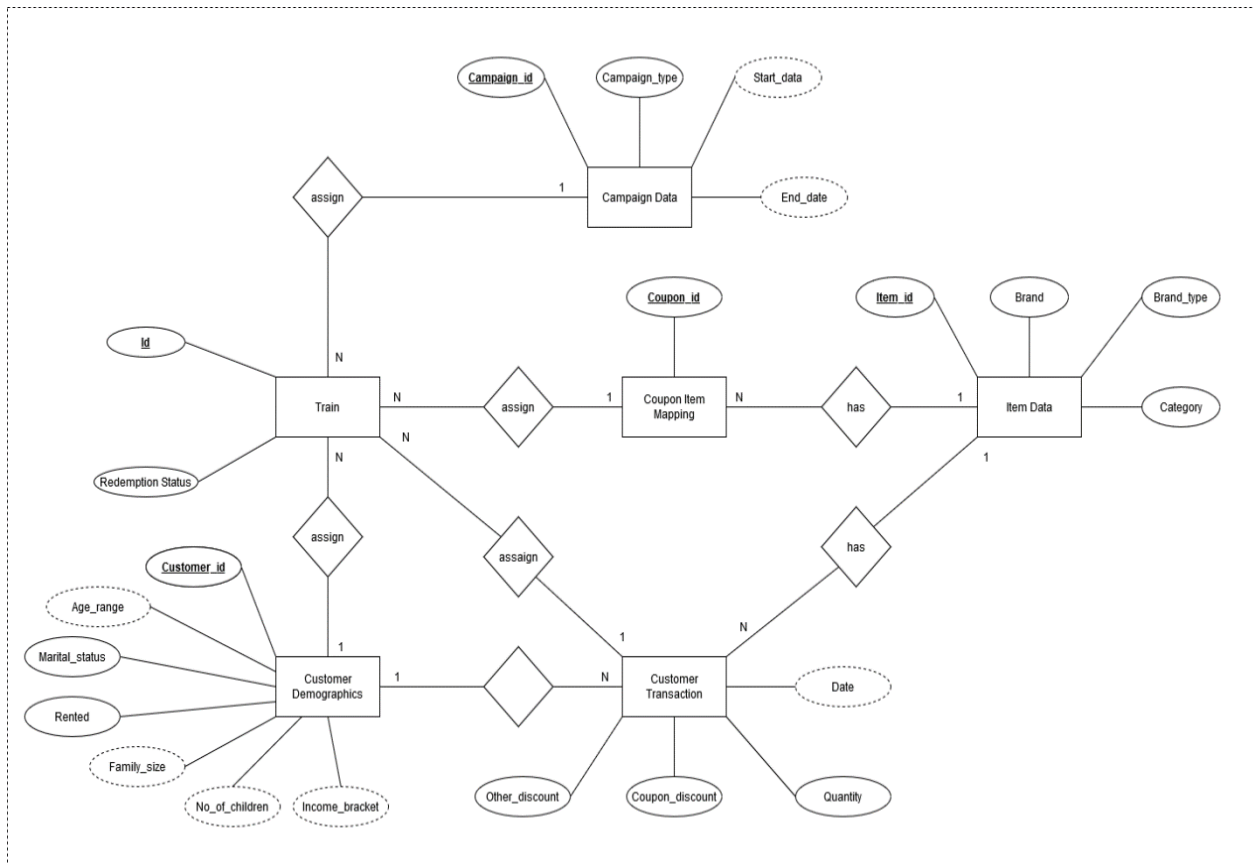 Campaign_id
Campaign_type
Start_data
assign
1
Campaign Data
End_date
Coupon_id
Item_id
Brand
Brand_type
Id
N
Train
N
assign
1
Coupon Item
Mapping
N
has
1
Item Data
Category
N
N
1
Redemption Status
assign
assaign
has
Customer_id
Age_range
Marital_status
Rented
Family_size
No_of_children
Income_bracket
1
Customer
Demographics
1
N
1
N
Customer
Transaction
Date
Other_discount
Coupon_discount
Quantity